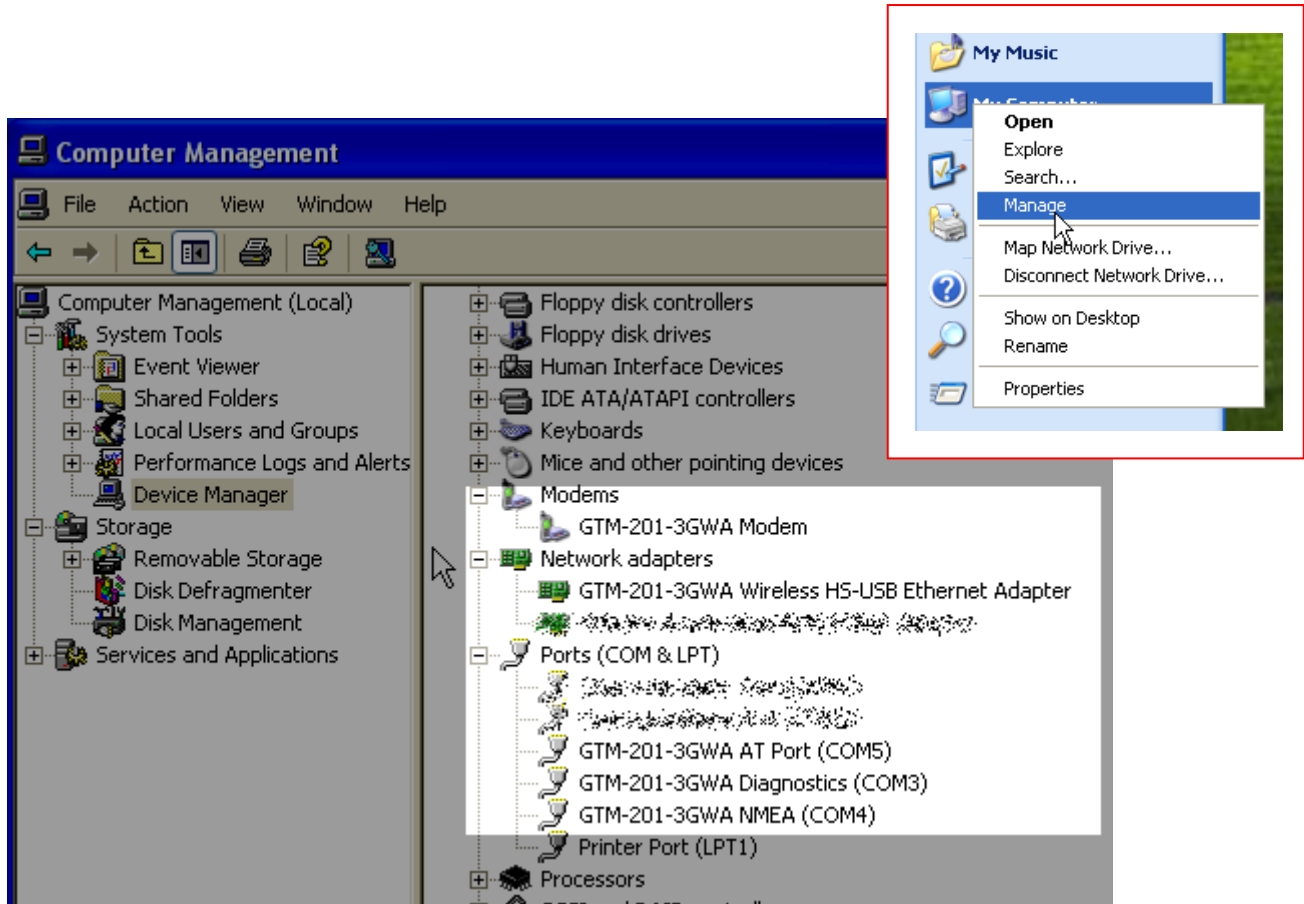 My Music
My Computer
Open
Explore
Search...
Manage
Map Network Drive...
Disconnect Network Drive...
Show on Desktop
Rename
Properties
Computer Management
File Action View Window Help
Computer Management (Local)
System Tools
Event Viewer
Shared Folders
Local Users and Groups
Performance Logs and Alerts
Device Manager
Storage
Removable Storage
Disk Defragmenter
Disk Management
Services and Applications
Floppy disk controllers
Floppy disk drives
Human Interface Devices
IDE ATA/ATAPI controllers
Keyboards
Mice and other pointing devices
Modems
GTM-201-3GWA Modem
Network adapters
GTM-201-3GWA Wireless HS-USB Ethernet Adapter
Ports (COM & LPT)
GTM-201-3GWA AT Port (COM5)
GTM-201-3GWA Diagnostics (COM3)
GTM-201-3GWA NMEA (COM4)
Printer Port (LPT1)
Processors